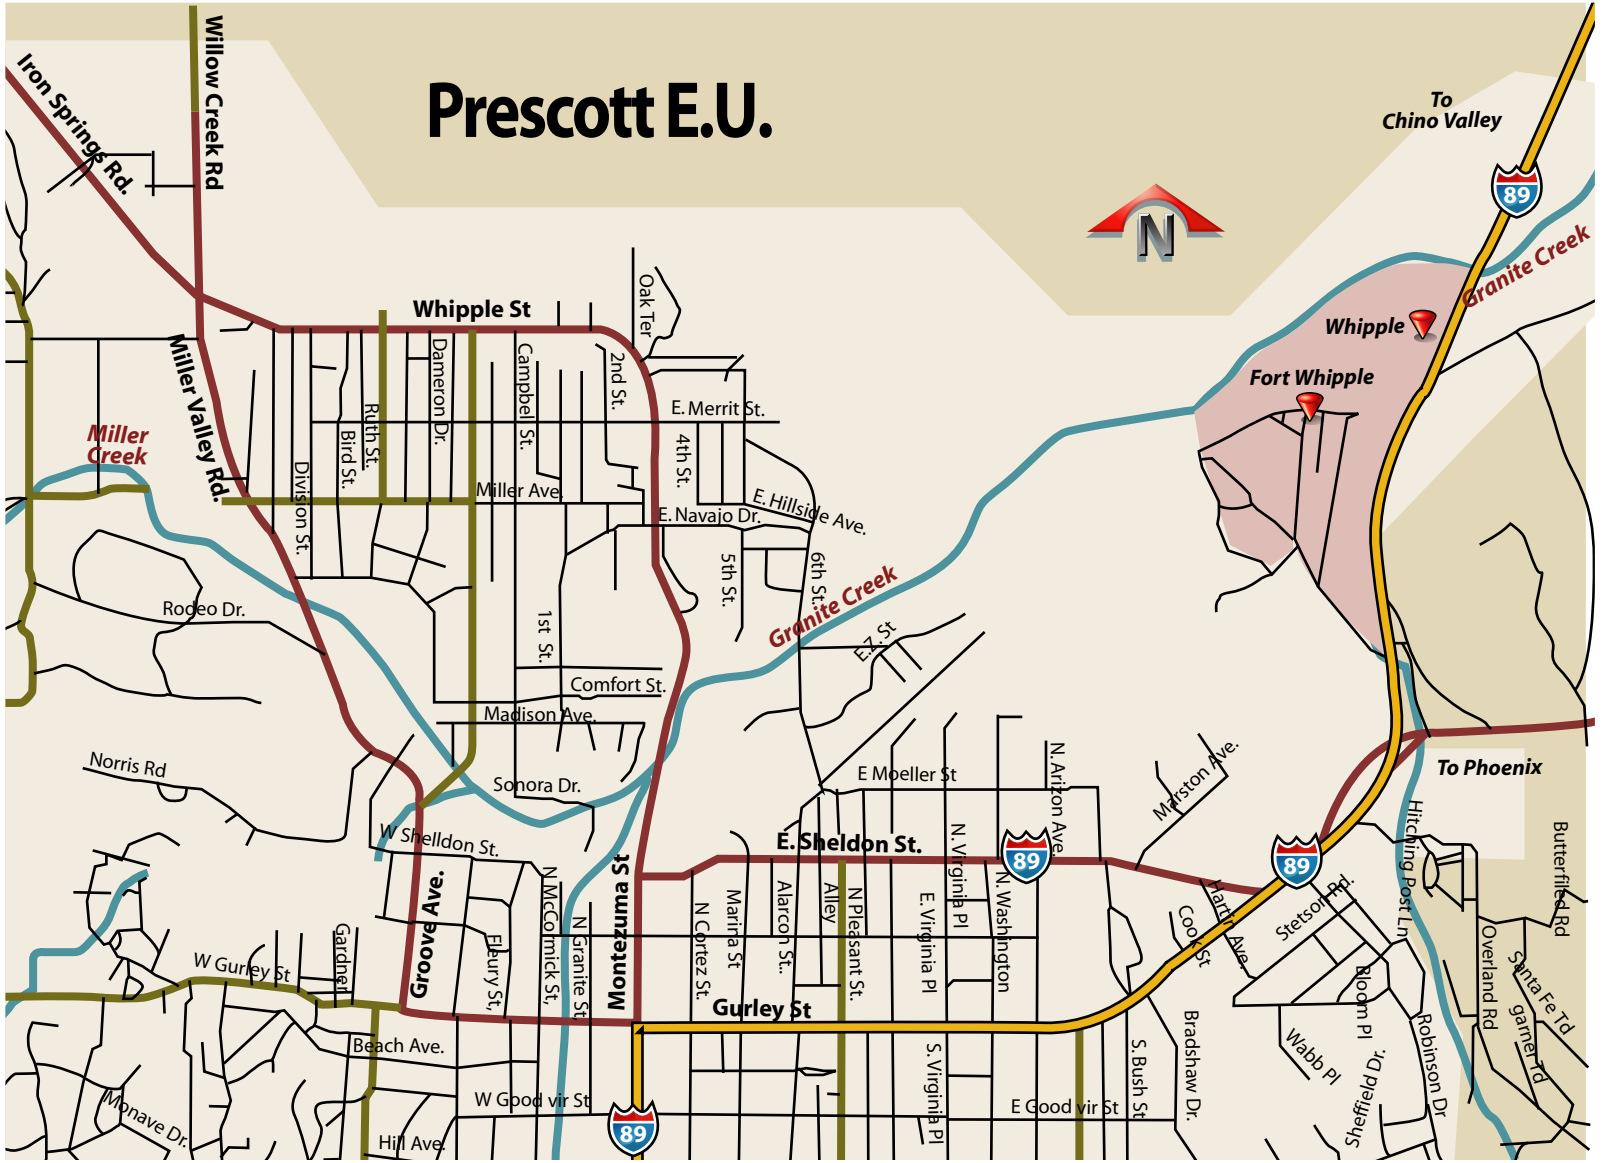 Prescott E.U.
Willow Creek Rd
Iron Springs Rd.
To
Chino Valley
89
N
Granite Creek
Whipple
Fort Whipple
Whipple St
Oak Ter
Miller Valley Rd.
Miller
Creek
Division St.
Bird St.
Ruth St.
Dameron Dr.
Campbell St.
2nd St.
E. Merrit St.
4th St.
Miller Ave.
E. Navajo Dr.
E. Hillside Ave.
5th St.
6th St.
Granite Creek
Rodeo Dr.
1st St.
E.Z. St
Comfort St.
Madison Ave.
Norris Rd
Sonora Dr.
E Moeller St
N. Arizona Ave.
Marston Ave.
To Phoenix
Hitching Post Ln
Butterfiled Rd
W Shelldon St.
E. Sheldon St.
89
89
Groove Ave.
Montezuma St
N McCormick St,
N Granite St,
Fleury St,
Gardner
W Gurley St
N Cortez St.
Marina St
Alarcon St..
Alley
N Pleasant St.
N. Virginia Pl
E. Virginia Pl
N. Washington
Cook St
Hartin Ave.
Stetson Rd.
Overland Rd
Santa Fe Td
garner Td
Gurley St
Bloom Pl
Robinson Dr
Wabb Pl
Sheffield Dr.
Bradshaw Dr.
S. Bush St
S. Virginia Pl
Beach Ave.
W Good vir St
E Good vir St
89
Monave Dr.
Hill Ave.